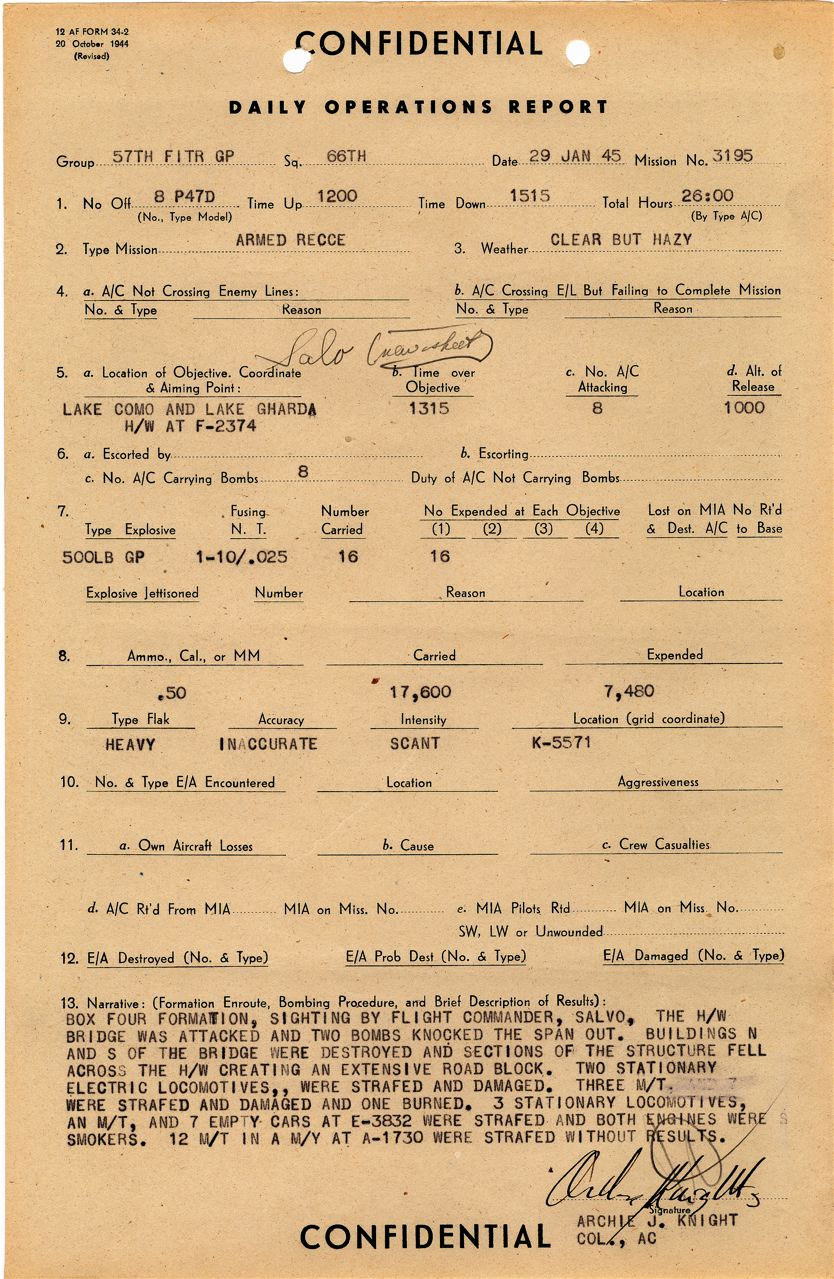 12 AF FORM 34-2
20 October 1944
(Revised)
CONFIDENTIAL
DAILY OPERATIONS REPORT
Group 57TH FITR GP Sq. 66TH Date 29 JAN 45 Mission No. 3195
1. No Off 8 P47D Time Up 1200 Time Down 1515 Total Hours 26:00
(No., Type Model) (By Type A/C)
2. Type Mission ARMED RECCE 3. Weather CLEAR BUT HAZY
4. a. A/C Not Crossing Enemy Lines: b. A/C Crossing E/L But Failing to Complete Mission
No. & Type Reason No. & Type Reason
Salo
5. a. Location of Objective. Coordinate b. Time over c. No. A/C d. Alt. of
& Aiming Point: Objective Attacking Release
LAKE COMO AND LAKE GHARDA 1315 8 1000
H/W AT F-2374
6. a. Escorted by b. Escorting
c. No. A/C Carrying Bombs 8 Duty of A/C Not Carrying Bombs
7. Fusing Number No Expended at Each Objective Lost on MIA No Rt'd
Type Explosive N. T. Carried (1) (2) (3) (4) & Dest. A/C to Base
500LB GP 1-10/.025 16 16
Explosive Jettisoned Number Reason Location
8. Ammo., Cal., or MM Carried Expended
.50 17,600 7,480
9. Type Flak Accuracy Intensity Location (grid coordinate)
HEAVY INACCURATE SCANT K-5571
10. No. & Type E/A Encountered Location Aggressiveness
11. a. Own Aircraft Losses b. Cause c. Crew Casualties
d. A/C Rt'd From MIA MIA on Miss. No. e. MIA Pilots Rtd MIA on Miss No.
SW, LW or Unwounded
12. E/A Destroyed (No. & Type) E/A Prob Dest (No. & Type) E/A Damaged (No. & Type)
13. Narrative: (Formation Enroute, Bombing Procedure, and Brief Description of Results):
BOX FOUR FORMATION, SIGHTING BY FLIGHT COMMANDER, SALVO, THE H/W
BRIDGE WAS ATTACKED AND TWO BOMBS KNOCKED THE SPAN OUT. BUILDINGS N
AND S OF THE BRIDGE WERE DESTROYED AND SECTIONS OF THE STRUCTURE FELL
ACROSS THE H/W CREATING AN EXTENSIVE ROAD BLOCK. TWO STATIONARY
ELECTRIC LOCOMOTIVES,, WERE STRAFED AND DAMAGED. THREE M/T.
WERE STRAFED AND DAMAGED AND ONE BURNED. 3 STATIONARY LOCOMOTIVES,
AN M/T, AND 7 EMPTY CARS AT E-3832 WERE STRAFED AND BOTH ENGINES WERE
SMOKERS. 12 M/T IN A M/Y AT A-1730 WERE STRAFED WITHOUT RESULTS.
Signature
ARCHIE J. KNIGHT
COL., AC
CONFIDENTIAL